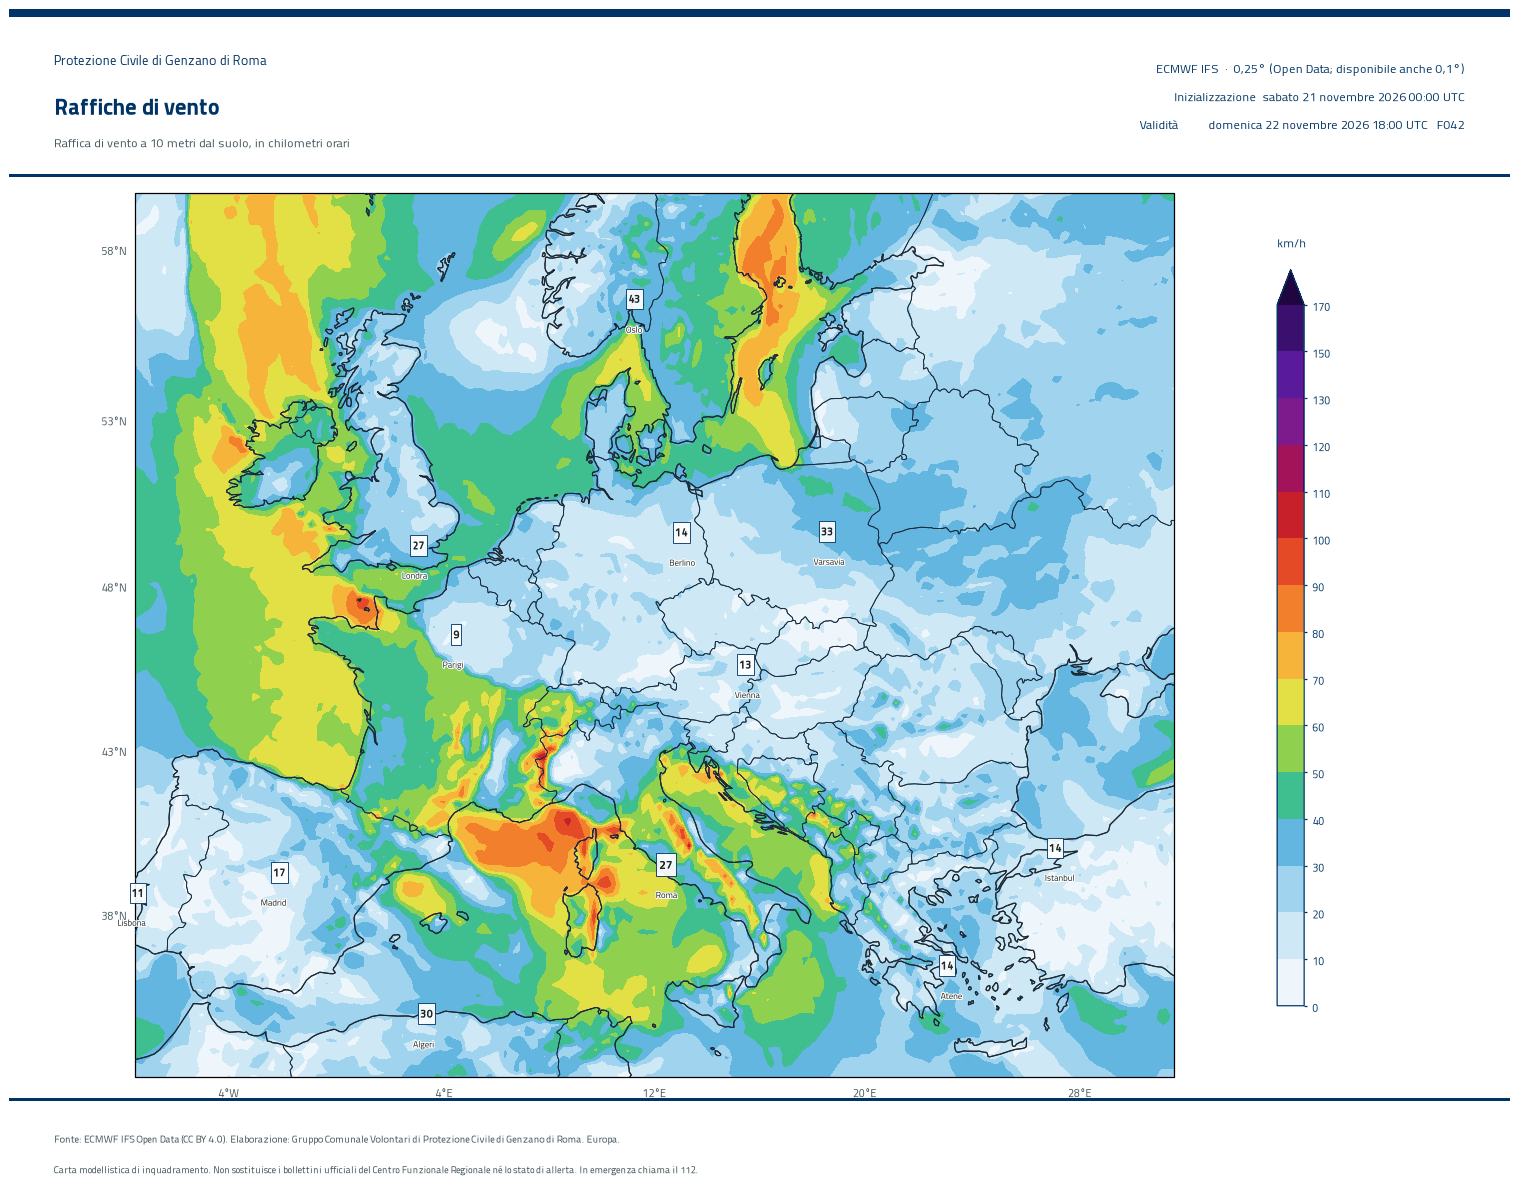 Protezione Civile di Genzano di Roma
Raffiche di vento
Raffica di vento a 10 metri dal suolo, in chilometri orari
ECMWF IFS · 0,25° (Open Data; disponibile anche 0,1°)
Inizializzazione sabato 21 novembre 2026 00:00 UTC
Validità domenica 22 novembre 2026 18:00 UTC F042
km/h
170
150
130
120
110
100
90
80
70
60
50
40
30
20
10
0
58°N
53°N
48°N
43°N
38°N
4°W
4°E
12°E
20°E
28°E
43
Oslo
27
Londra
14
Berlino
33
Varsavia
9
Parigi
13
Vienna
17
Madrid
11
Lisbona
27
Roma
14
Istanbul
14
Atene
30
Algeri
Fonte: ECMWF IFS Open Data (CC BY 4.0). Elaborazione: Gruppo Comunale Volontari di Protezione Civile di Genzano di Roma. Europa.
Carta modellistica di inquadramento. Non sostituisce i bollettini ufficiali del Centro Funzionale Regionale né lo stato di allerta. In emergenza chiama il 112.